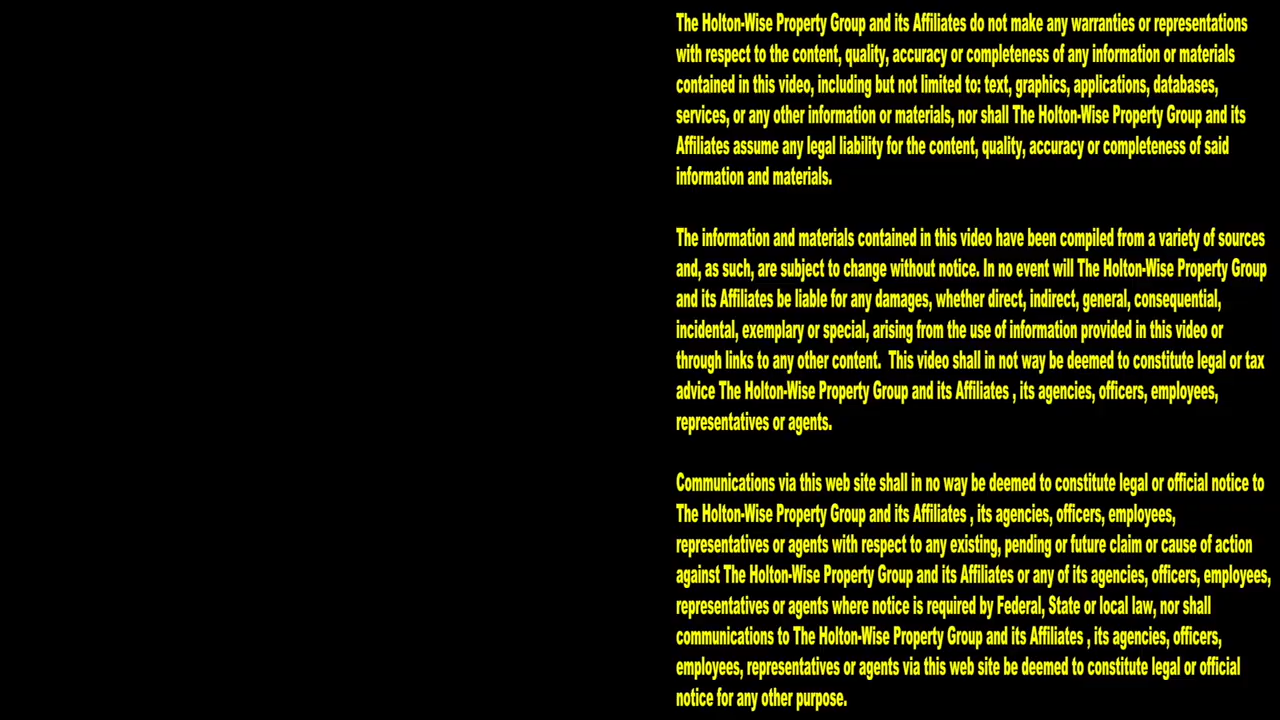 The Holton-Wise Property Group and its Affiliates do not make any warranties or representations
with respect to the content, quality, accuracy or completeness of any information or materials
contained in this video, including but not limited to: text, graphics, applications, databases,
services, or any other information or materials, nor shall The Holton-Wise Property Group and its
Affiliates assume any legal liability for the content, quality, accuracy or completeness of said
information and materials.
The information and materials contained in this video have been compiled from a variety of sources
and, as such, are subject to change without notice. In no event will The Holton-Wise Property Group
and its Affiliates be liable for any damages, whether direct, indirect, general, consequential,
incidental, exemplary or special, arising from the use of information provided in this video or
through links to any other content.  This video shall in not way be deemed to constitute legal or tax
advice The Holton-Wise Property Group and its Affiliates , its agencies, officers, employees,
representatives or agents.
Communications via this web site shall in no way be deemed to constitute legal or official notice to
The Holton-Wise Property Group and its Affiliates , its agencies, officers, employees,
representatives or agents with respect to any existing, pending or future claim or cause of action
against The Holton-Wise Property Group and its Affiliates or any of its agencies, officers, employees,
representatives or agents where notice is required by Federal, State or local law, nor shall
communications to The Holton-Wise Property Group and its Affiliates , its agencies, officers,
employees, representatives or agents via this web site be deemed to constitute legal or official
notice for any other purpose.